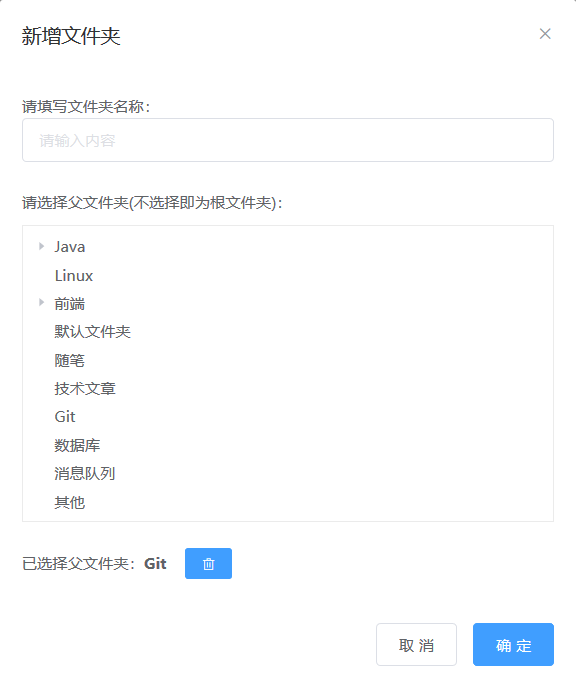 新增文件夹
请填写文件夹名称：
请输入内容
请选择父文件夹(不选择即为根文件夹)：
Java
Linux
前端
默认文件夹
随笔
技术文章
Git
数据库
消息队列
其他
已选择父文件夹：Git
取 消
确 定